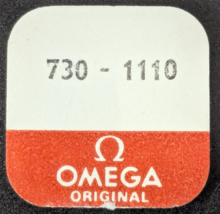 730 - 1110
Ω
OMEGA
ORIGINAL